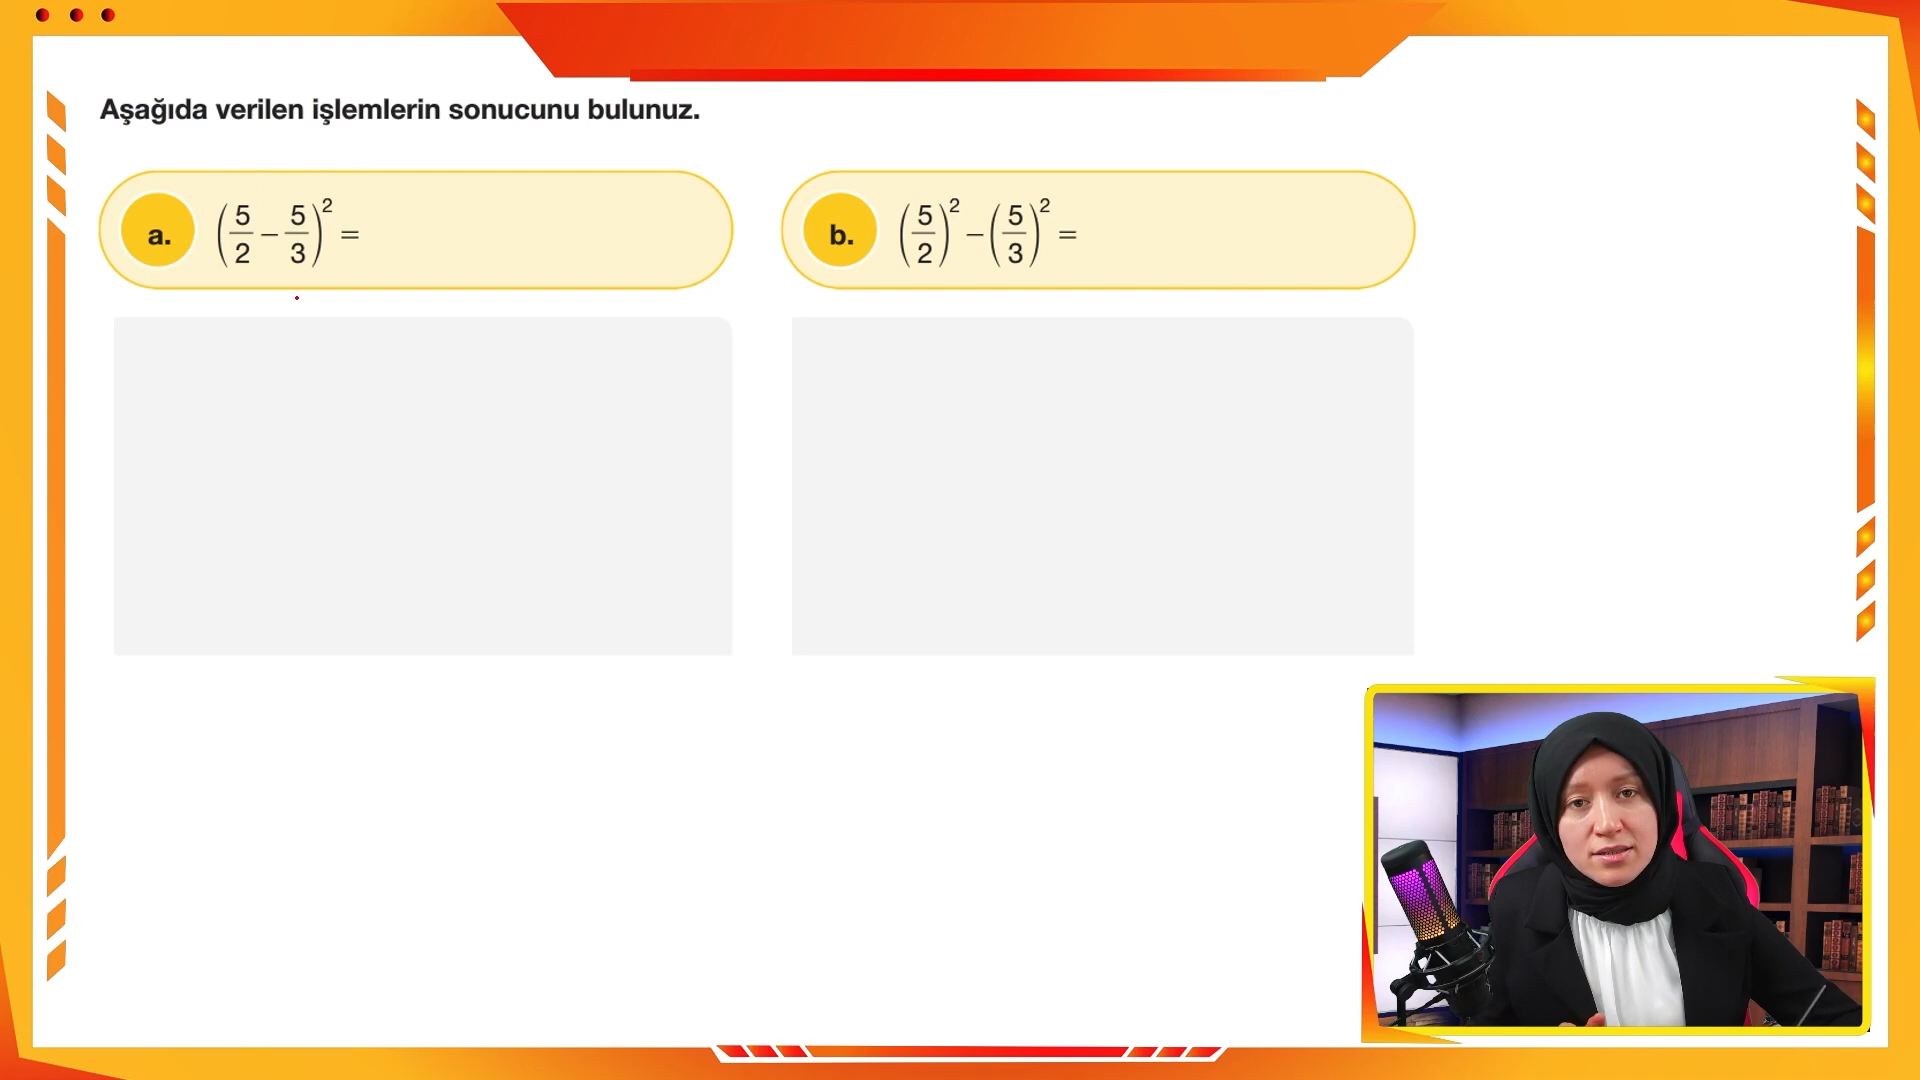 Aşağıda verilen işlemlerin sonucunu bulunuz.
a. (5/2 − 5/3)² =
b. (5/2)² − (5/3)² =